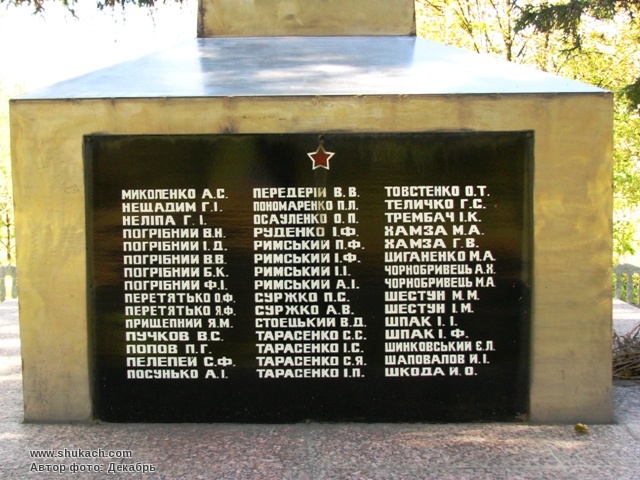 МИКОЛЕНКО А.С.
НЕЩАДИМ Г.І.
НЕЛІПА Г.І.
ПОГРІБНИЙ В.Н.
ПОГРІБНИЙ І.Д.
ПОГРІБНИЙ В.В.
ПОГРІБНИЙ Б.К.
ПОГРІБНИЙ Ф.І.
ПЕРЕТЯТЬКО О.Ф.
ПЕРЕТЯТЬКО Я.Ф.
ПРИЩЕПНИЙ Я.М.
ПУЧКОВ В.С.
ПОПОВ П.Г.
ПЕЛЕПЕЙ С.Ф.
ПОСУНЬКО А.І.
ПЕРЕДЕРІЙ В.В.
ПОНОМАРЕНКО П.Л.
ОСАУЛЕНКО О.П.
РУДЕНКО І.Ф.
РИМСЬКИЙ П.Ф.
РИМСЬКИЙ І.Ф.
РИМСЬКИЙ І.І.
РИМСЬКИЙ А.І.
СУРЖКО П.С.
СУРЖКО А.В.
СТОЕЦЬКИЙ В.Д.
ТАРАСЕНКО С.С.
ТАРАСЕНКО І.С.
ТАРАСЕНКО С.Я.
ТАРАСЕНКО І.П.
ТОВСТЕНКО О.Т.
ТЕЛИЧКО Г.С.
ТРЕМБАЧ І.К.
ХАМЗА М.А.
ХАМЗА Г.В.
ЦИГАНЕНКО М.А.
ЧОРНОБРИВЕЦЬ А.Х.
ЧОРНОБРИВЕЦЬ М.А.
ШЕСТУН М.М.
ШЕСТУН І.М.
ШПАК І.І.
ШПАК І.Ф.
ШИНКОВСЬКИЙ Є.Л.
ШАПОВАЛОВ И.І.
ШКОДА И.О.
www.shukach.com
Автор фото: Декабрь